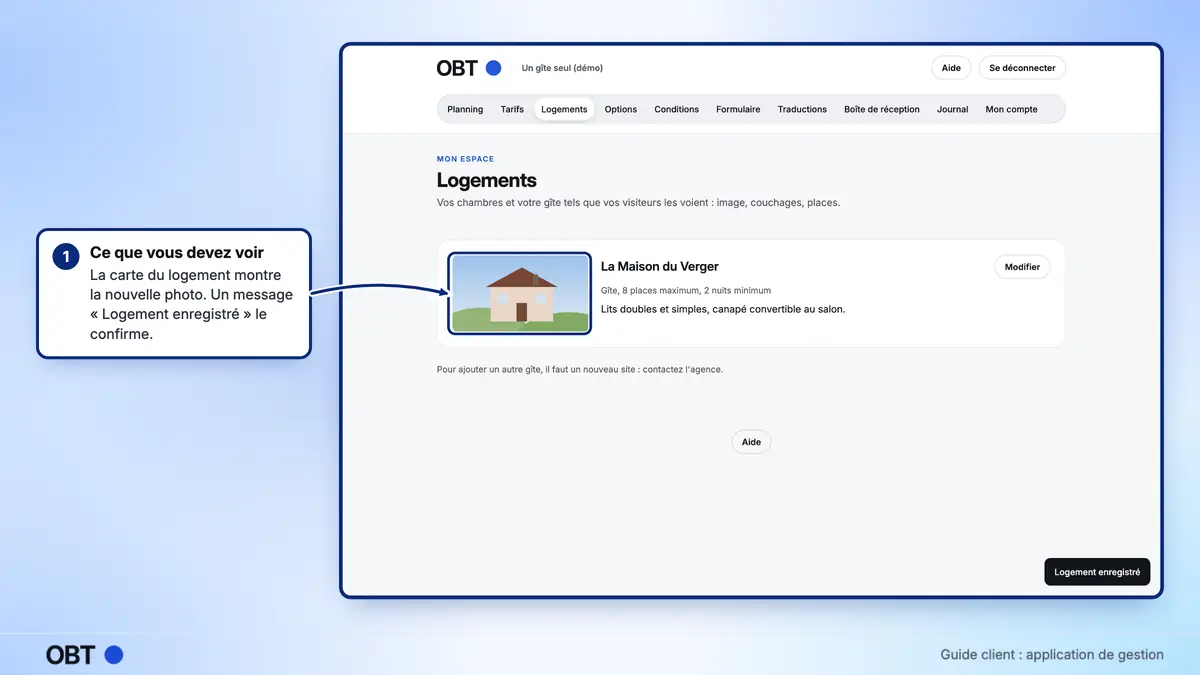 OBT
Un gîte seul (démo)
Aide
Se déconnecter
Planning
Tarifs
Logements
Options
Conditions
Formulaire
Traductions
Boîte de réception
Journal
Mon compte
MON ESPACE
Logements
Vos chambres et votre gîte tels que vos visiteurs les voient : image, couchages, places.
1
Ce que vous devez voir
La carte du logement montre
la nouvelle photo. Un message
« Logement enregistré » le
confirme.
La Maison du Verger
Modifier
Gîte, 8 places maximum, 2 nuits minimum
Lits doubles et simples, canapé convertible au salon.
Pour ajouter un autre gîte, il faut un nouveau site : contactez l'agence.
Aide
Logement enregistré
OBT
Guide client : application de gestion